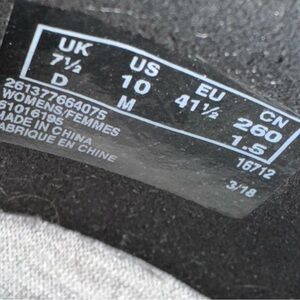 UK US EU CN
7½ 10 41½ 260
D M 1.5
261377664075 16712
WOMENS/FEMMES 3/18
MADE IN CHINA
FABRIQUE EN CHINE